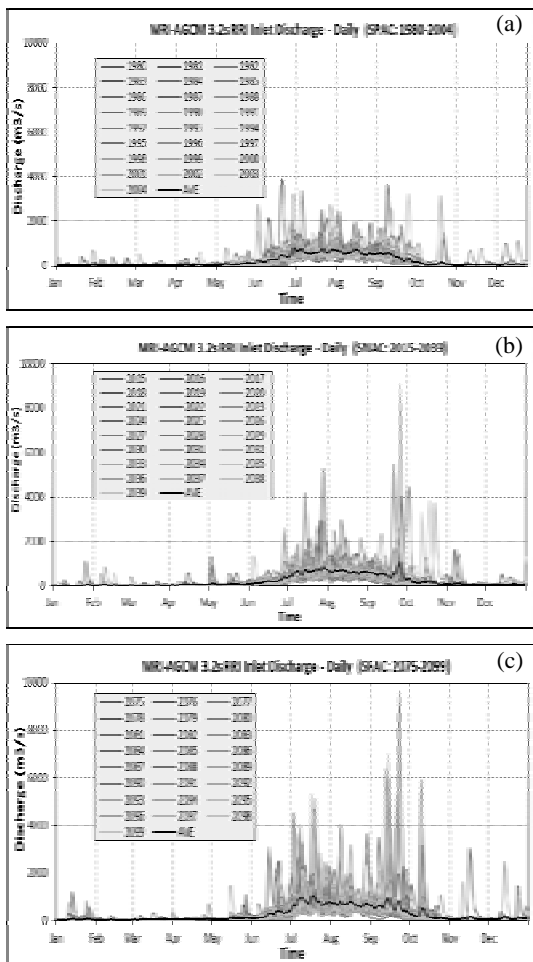 (a)
MRI-AGCM 3.2s RRI Inlet Discharge - Daily (SPAC: 1980-2004)
10000
8000
6000
4000
2000
0
Discharge (m3/s)
1980 1981 1982
1983 1984 1985
1986 1987 1988
1989 1990 1991
1992 1993 1994
1995 1996 1997
1998 1999 2000
2001 2002 2003
2004 AVE
Jan Feb Mar Apr May Jun Jul Aug Sep Oct Nov Dec
Time
(b)
MRI-AGCM 3.2s RRI Inlet Discharge - Daily (SNAC: 2015-2039)
10000
8000
6000
4000
2000
0
Discharge (m3/s)
2015 2016 2017
2018 2019 2020
2021 2022 2023
2024 2025 2026
2027 2028 2029
2030 2031 2032
2033 2034 2035
2036 2037 2038
2039 AVE
Jan Feb Mar Apr May Jun Jul Aug Sep Oct Nov Dec
Time
(c)
MRI-AGCM 3.2s RRI Inlet Discharge - Daily (SFAC: 2075-2099)
10000
8000
6000
4000
2000
0
Discharge (m3/s)
2075 2076 2077
2078 2079 2080
2081 2082 2083
2084 2085 2086
2087 2088 2089
2090 2091 2092
2093 2094 2095
2096 2097 2098
2099 AVE
Jan Feb Mar Apr May Jun Jul Aug Sep Oct Nov Dec
Time